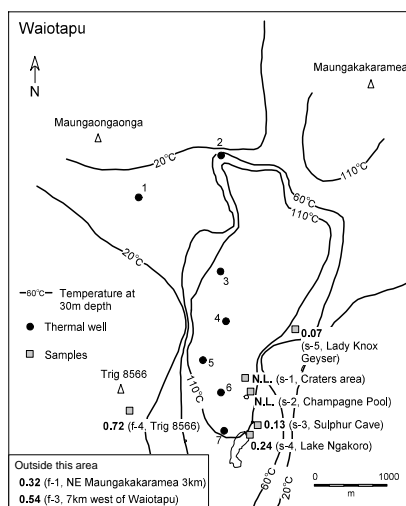 Waiotapu
N
Maungaongaonga
Maungakakaramea
20°C
110°C
2
60°C
110°C
1
20°C
3
—60°C— Temperature at
30m depth
Thermal well
Samples
4
0.07
(s-5, Lady Knox
Geyser)
5
N.L. (s-1, Craters area)
Trig 8566
110°C
6
N.L. (s-2, Champagne Pool)
0.72 (f-4, Trig 8566)
0.13 (s-3, Sulphur Cave)
7
0.24 (s-4, Lake Ngakoro)
Outside this area
0.32 (f-1, NE Maungakakaramea 3km)
0.54 (f-3, 7km west of Waiotapu)
60°C
20°C
0 1000
m